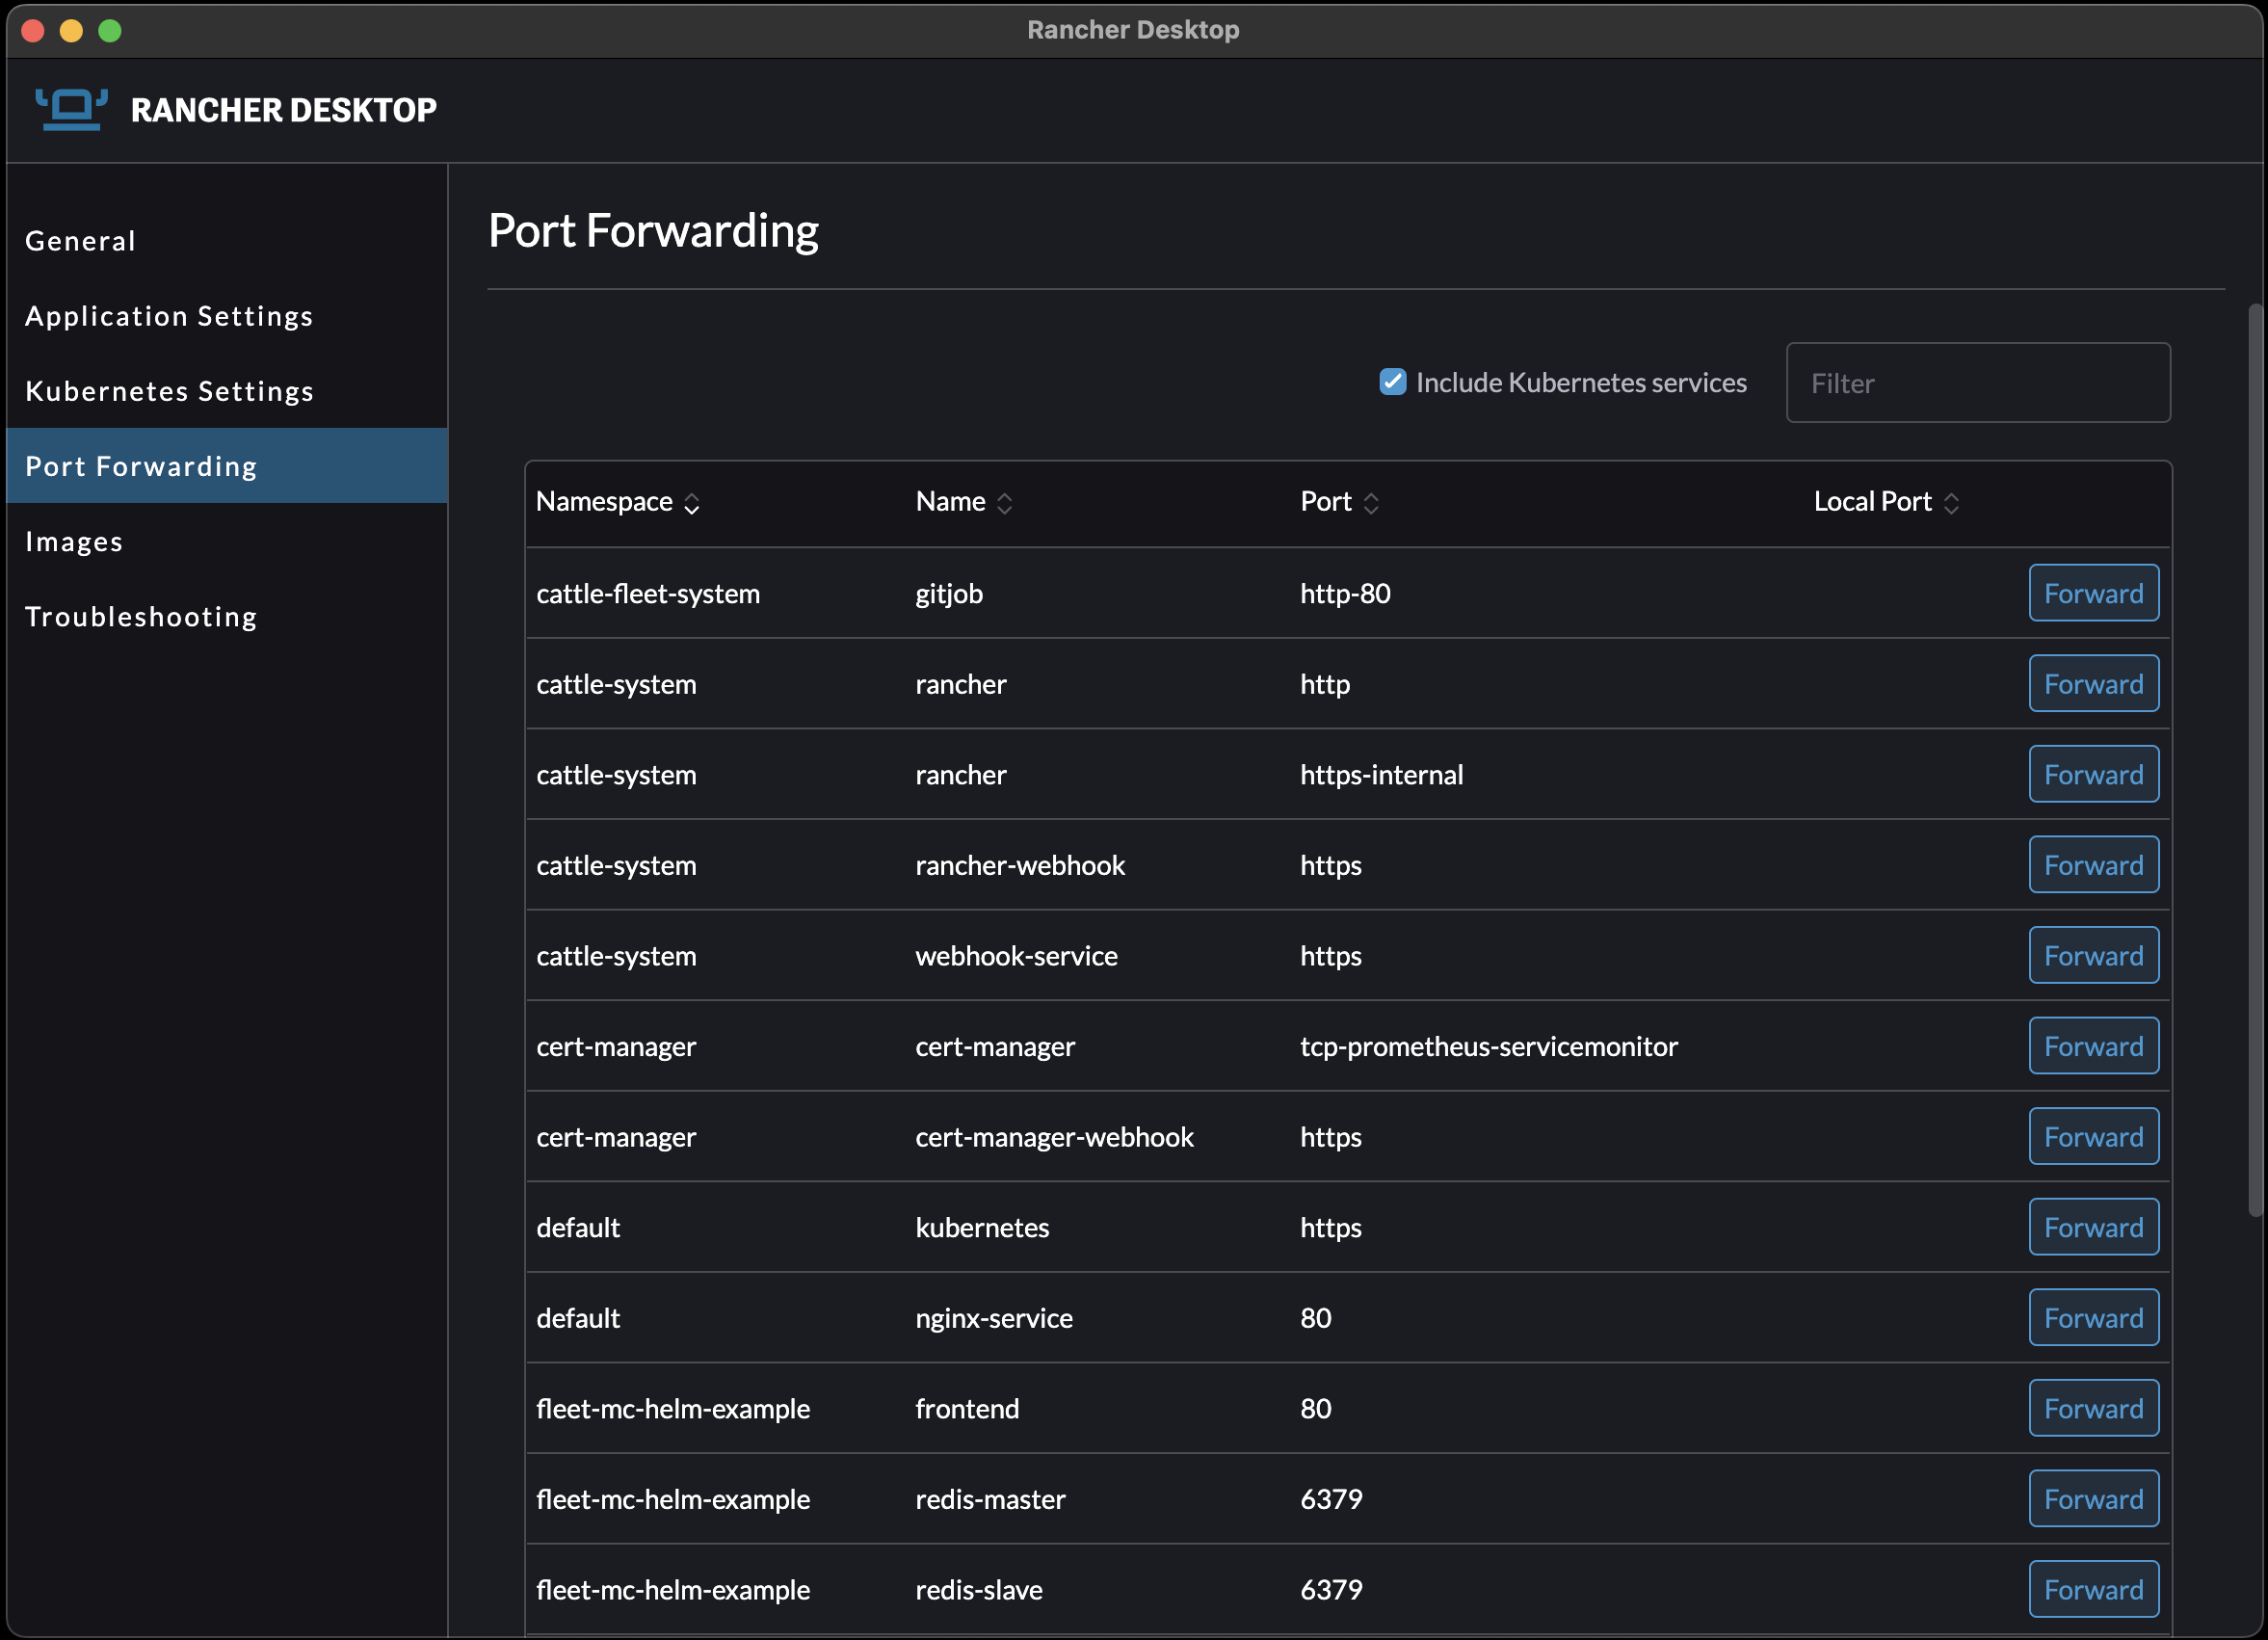 Rancher Desktop
RANCHER DESKTOP
General
Application Settings
Kubernetes Settings
Port Forwarding
Images
Troubleshooting
Port Forwarding
Include Kubernetes services Filter
Namespace Name Port Local Port
cattle-fleet-system gitjob http-80 Forward
cattle-system rancher http Forward
cattle-system rancher https-internal Forward
cattle-system rancher-webhook https Forward
cattle-system webhook-service https Forward
cert-manager cert-manager tcp-prometheus-servicemonitor Forward
cert-manager cert-manager-webhook https Forward
default kubernetes https Forward
default nginx-service 80 Forward
fleet-mc-helm-example frontend 80 Forward
fleet-mc-helm-example redis-master 6379 Forward
fleet-mc-helm-example redis-slave 6379 Forward